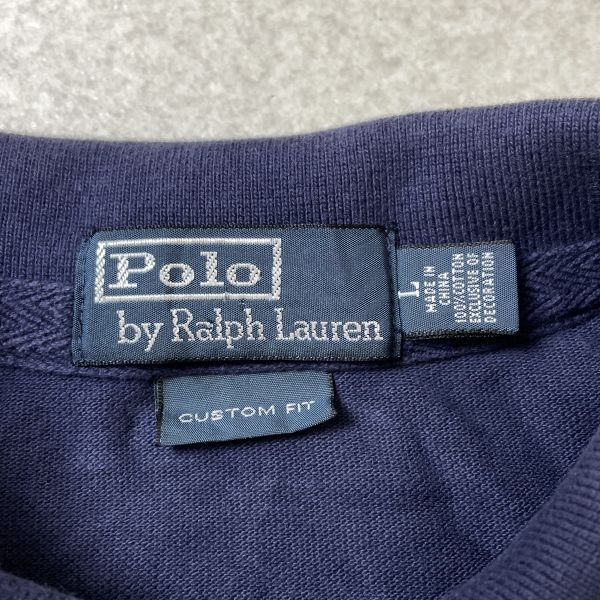 Polo
by Ralph Lauren
CUSTOM FIT
L
MADE IN
CHINA
100% COTTON
EXCLUSIVE OF
DECORATION